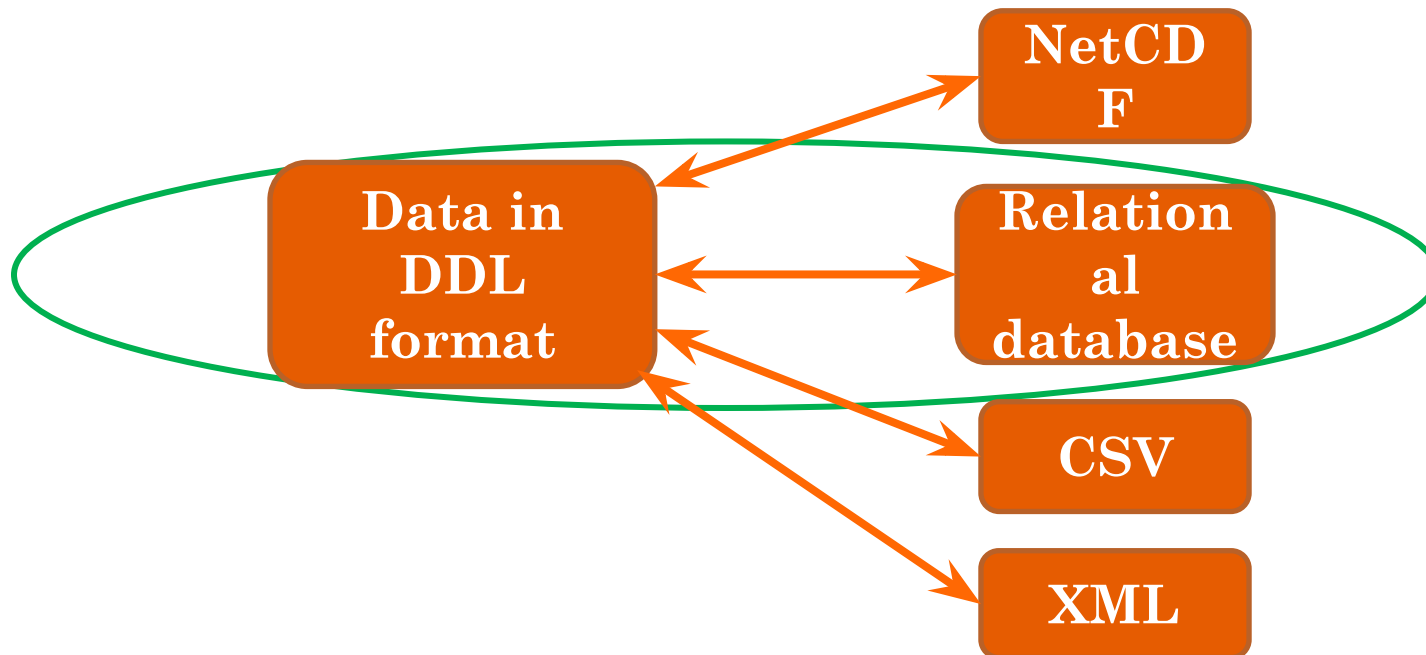 NetCD
F
Data in
DDL
format
Relation
al
database
CSV
XML